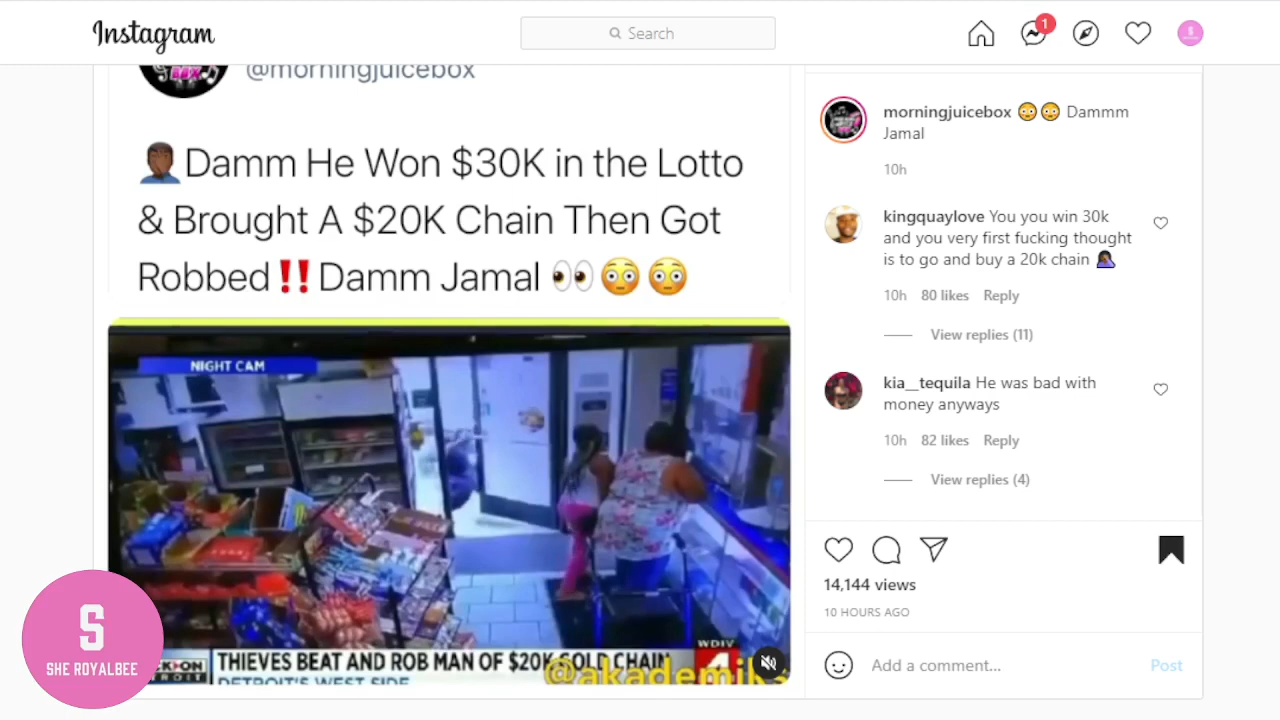 Instagram
Search
1
S
@morningjuicebox
BOX
🤦🏾‍♂️Damm He Won $30K in the Lotto
& Brought A $20K Chain Then Got
Robbed‼️Damm Jamal 👀😳😳
NIGHT CAM
THIEVES BEAT AND ROB MAN OF $20K GOLD CHAIN
DETROIT'S WEST SIDE
WDIV
4
@akademiks
S
SHE ROYALBEE
morningjuicebox 😳😳 Dammm
Jamal
10h
kingquaylove You you win 30k
and you very first fucking thought
is to go and buy a 20k chain 🤦🏾‍♀️
10h 80 likes Reply
View replies (11)
kia__tequila He was bad with
money anyways
10h 82 likes Reply
View replies (4)
14,144 views
10 HOURS AGO
Add a comment... Post